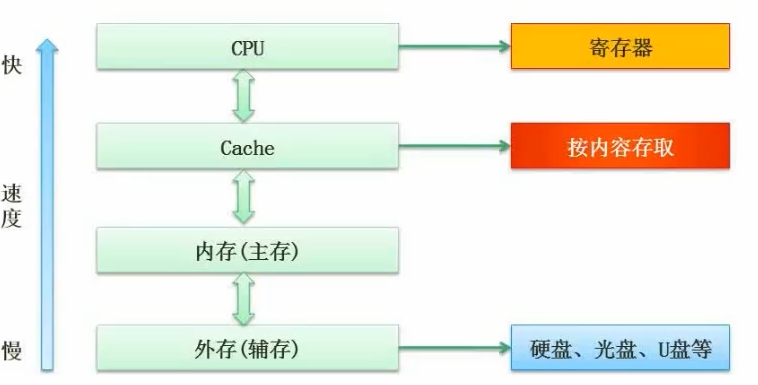 快
CPU
寄存器
Cache
按内容存取
速
度
内存(主存)
慢
外存(辅存)
硬盘、光盘、U盘等